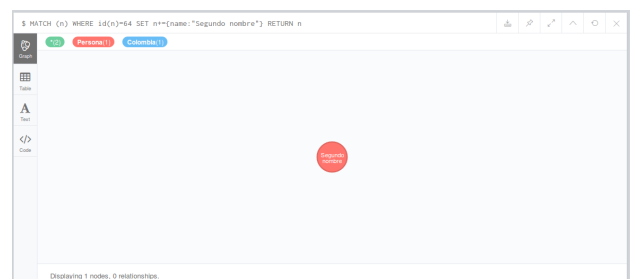 $ MATCH (n) WHERE id(n)=64 SET n+={name:"Segundo nombre"} RETURN n
*(2) Persons(1) Colombia(1)
Graph
Table
A
Text
</>
Code
Segundo
nombre
Displaying 1 nodes, 0 relationships.